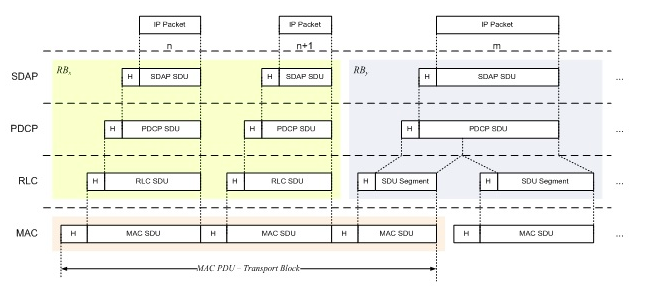 IP Packet IP Packet IP Packet
n n+1 m
RBx RBy
SDAP H SDAP SDU H SDAP SDU H SDAP SDU ...
PDCP H PDCP SDU H PDCP SDU H PDCP SDU ...
RLC H RLC SDU H RLC SDU H SDU Segment H SDU Segment ...
MAC H MAC SDU H MAC SDU H MAC SDU H MAC SDU ...
MAC PDU – Transport Block